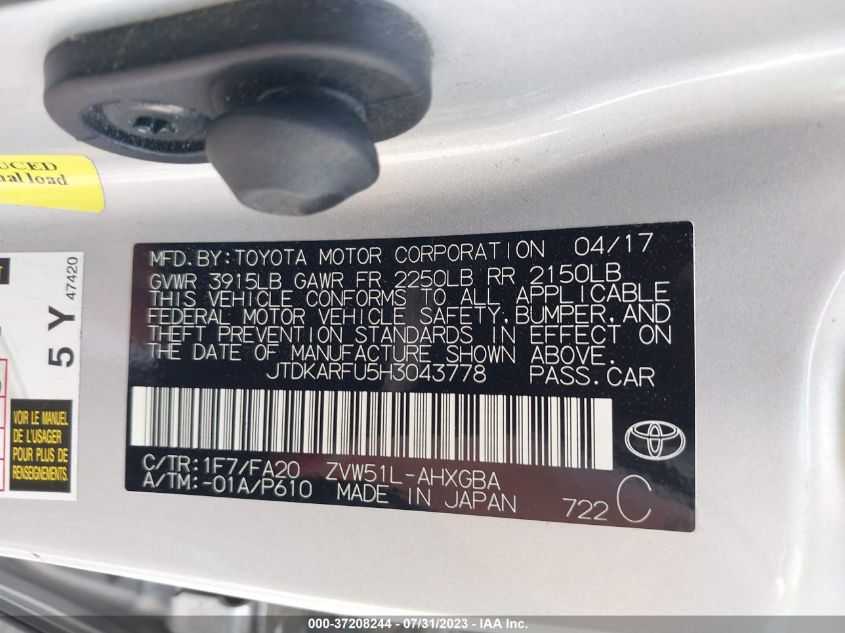 UCED
nal load
47420
5 Y
VOIR LE MANUEL
DE L'USAGER
POUR PLUS DE
RENSEIGNEMENTS.
MFD.BY:TOYOTA MOTOR CORPORATION 04/17
GVWR 3915LB GAWR FR 2250LB RR 2150LB
THIS VEHICLE CONFORMS TO ALL APPLICABLE
FEDERAL MOTOR VEHICLE SAFETY,BUMPER,AND
THEFT PREVENTION STANDARDS IN EFFECT ON
THE DATE OF MANUFACTURE SHOWN ABOVE.
JTDKARFU5H3043778 PASS.CAR
C/TR:1F7/FA20 ZVW51L-AHXGBA
A/TM:-01A/P610 MADE IN JAPAN 722 C
000-37208244 - 07/31/2023 - IAA Inc.